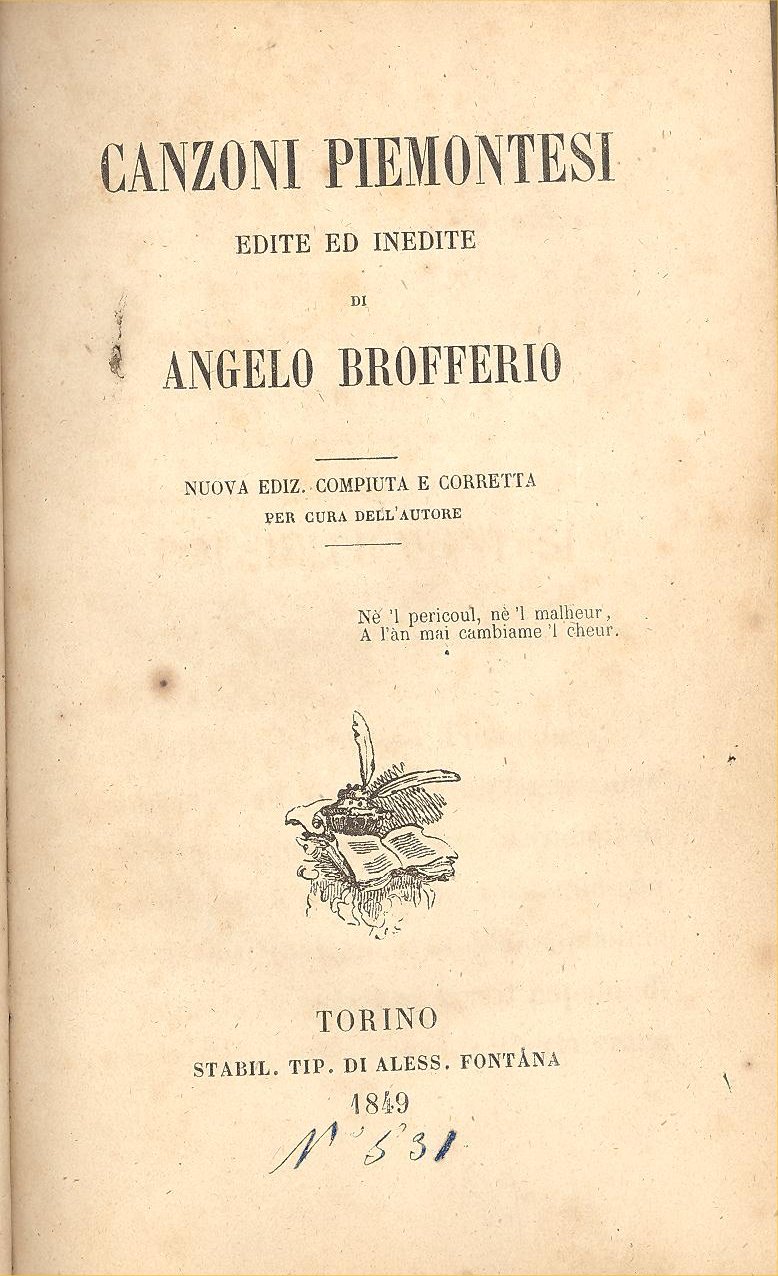 CANZONI PIEMONTESI
EDITE ED INEDITE
DI
ANGELO BROFFERIO
NUOVA EDIZ. COMPIUTA E CORRETTA
PER CURA DELL'AUTORE
Nè 'l pericoul, nè 'l malheur,
A l'àn mai cambiame 'l cheur.
TORINO
STABIL. TIP. DI ALESS. FONTANA
1849
N° 531